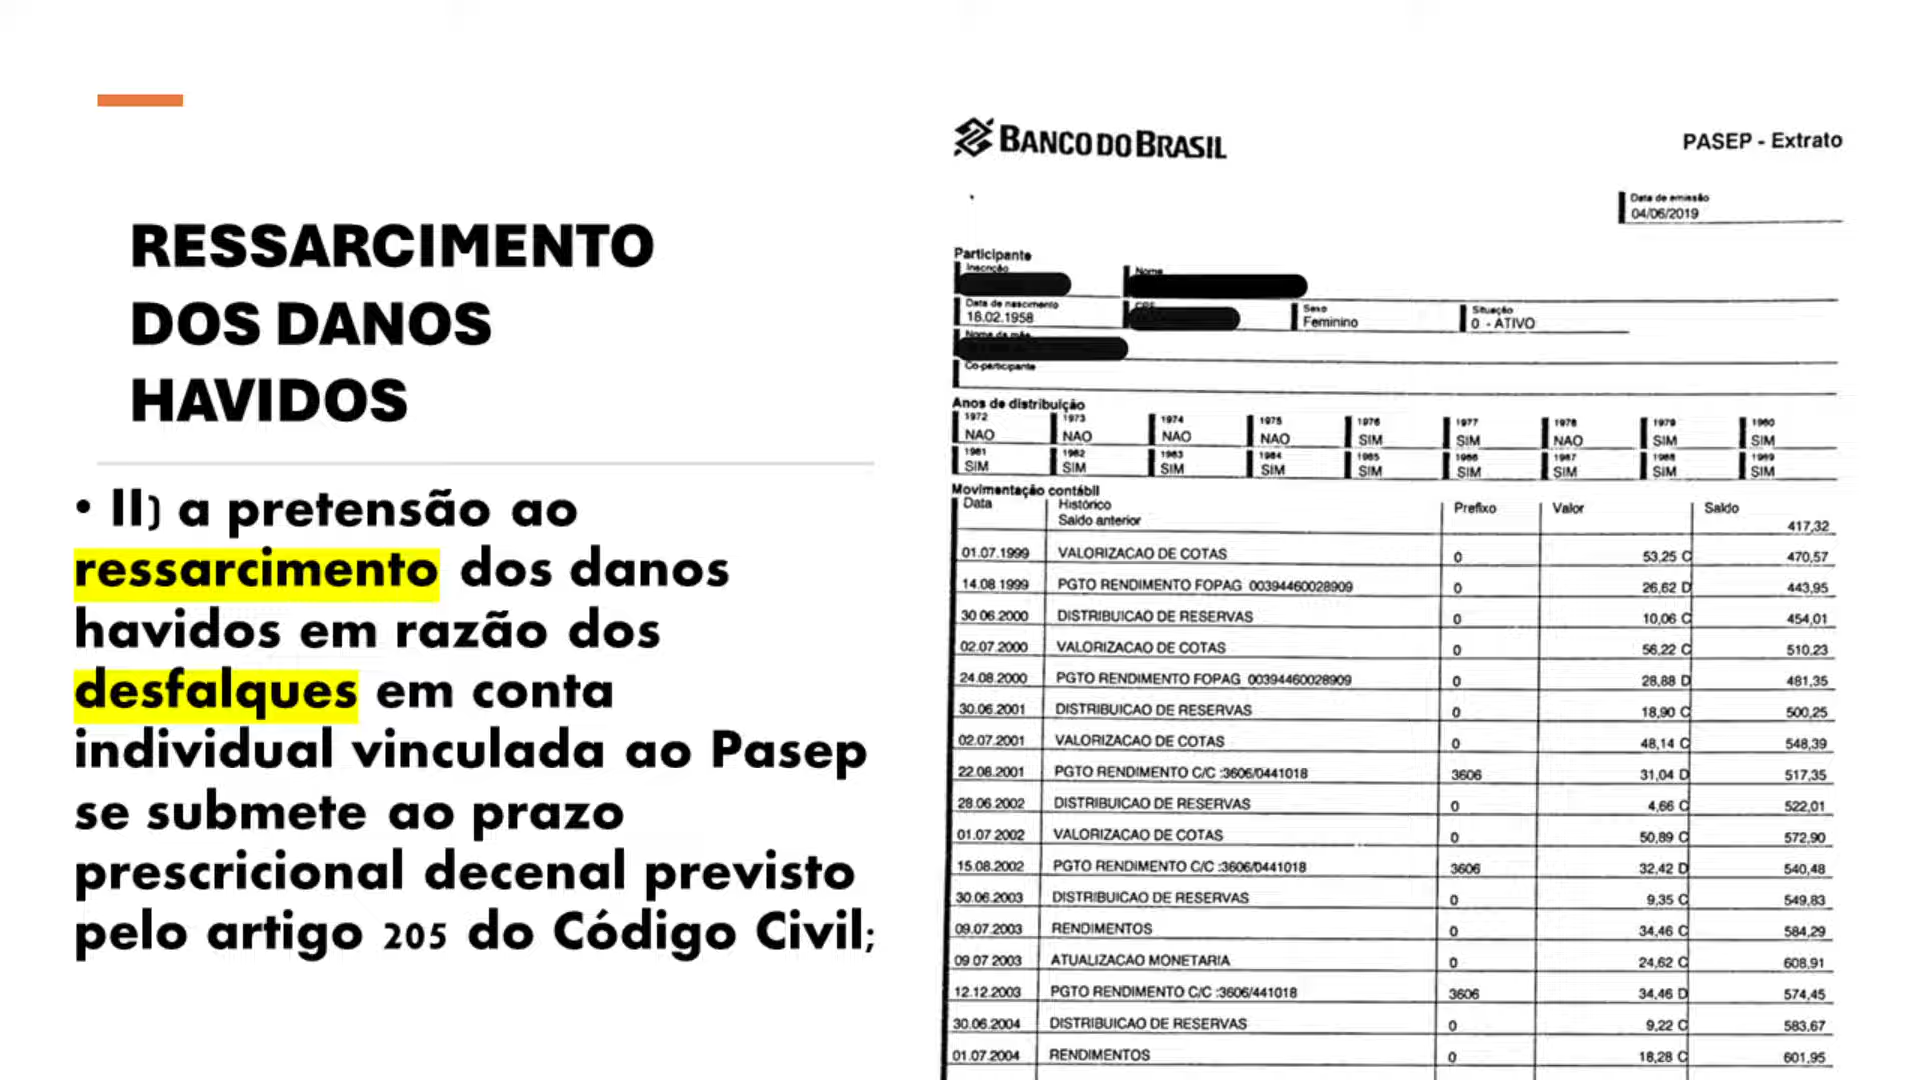 RESSARCIMENTO
DOS DANOS
HAVIDOS
• II) a pretensão ao
ressarcimento dos danos
havidos em razão dos
desfalques em conta
individual vinculada ao Pasep
se submete ao prazo
prescricional decenal previsto
pelo artigo 205 do Código Civil;
BANCO DO BRASIL
PASEP - Extrato
Data de emissão
04/06/2019
Participante
Inscrição Nome
Data de nascimento CPF Sexo Situação
18.02.1958 Feminino 0 - ATIVO
Nome da mãe
Co-participante
Anos de distribuição
1972 1973 1974 1975 1976 1977 1978 1979 1980
NAO NAO NAO NAO SIM SIM NAO SIM SIM
1981 1982 1983 1984 1985 1986 1987 1988 1989
SIM SIM SIM SIM SIM SIM SIM SIM SIM
Movimentação contábil
Data Histórico Prefixo Valor Saldo
Saldo anterior 417,32
01.07.1999 VALORIZACAO DE COTAS 0 53,25 C 470,57
14.08 1999 PGTO RENDIMENTO FOPAG 00394460028909 0 26,62 D 443,95
30 06.2000 DISTRIBUICAO DE RESERVAS 0 10,06 C 454,01
02.07.2000 VALORIZACAO DE COTAS 0 56,22 C 510,23
24.08.2000 PGTO RENDIMENTO FOPAG 00394460028909 0 28,88 D 481,35
30.06.2001 DISTRIBUICAO DE RESERVAS 0 18,90 C 500,25
02.07.2001 VALORIZACAO DE COTAS 0 48,14 C 548,39
22.08.2001 PGTO RENDIMENTO C/C :3606/0441018 3606 31,04 D 517,35
28.06.2002 DISTRIBUICAO DE RESERVAS 0 4,66 C 522,01
01.07 2002 VALORIZACAO DE COTAS 0 50,89 C 572,90
15.08.2002 PGTO RENDIMENTO C/C :3606/0441018 3606 32,42 D 540,48
30.06.2003 DISTRIBUICAO DE RESERVAS 0 9,35 C 549,83
09.07.2003 RENDIMENTOS 0 34,46 C 584,29
09 07 2003 ATUALIZACAO MONETARIA 0 24,62 C 608,91
12.12.2003 PGTO RENDIMENTO C/C :3606/441018 3606 34,46 D 574,45
30.06.2004 DISTRIBUICAO DE RESERVAS 0 9,22 C 583,67
01.07.2004 RENDIMENTOS 0 18,28 C 601,95